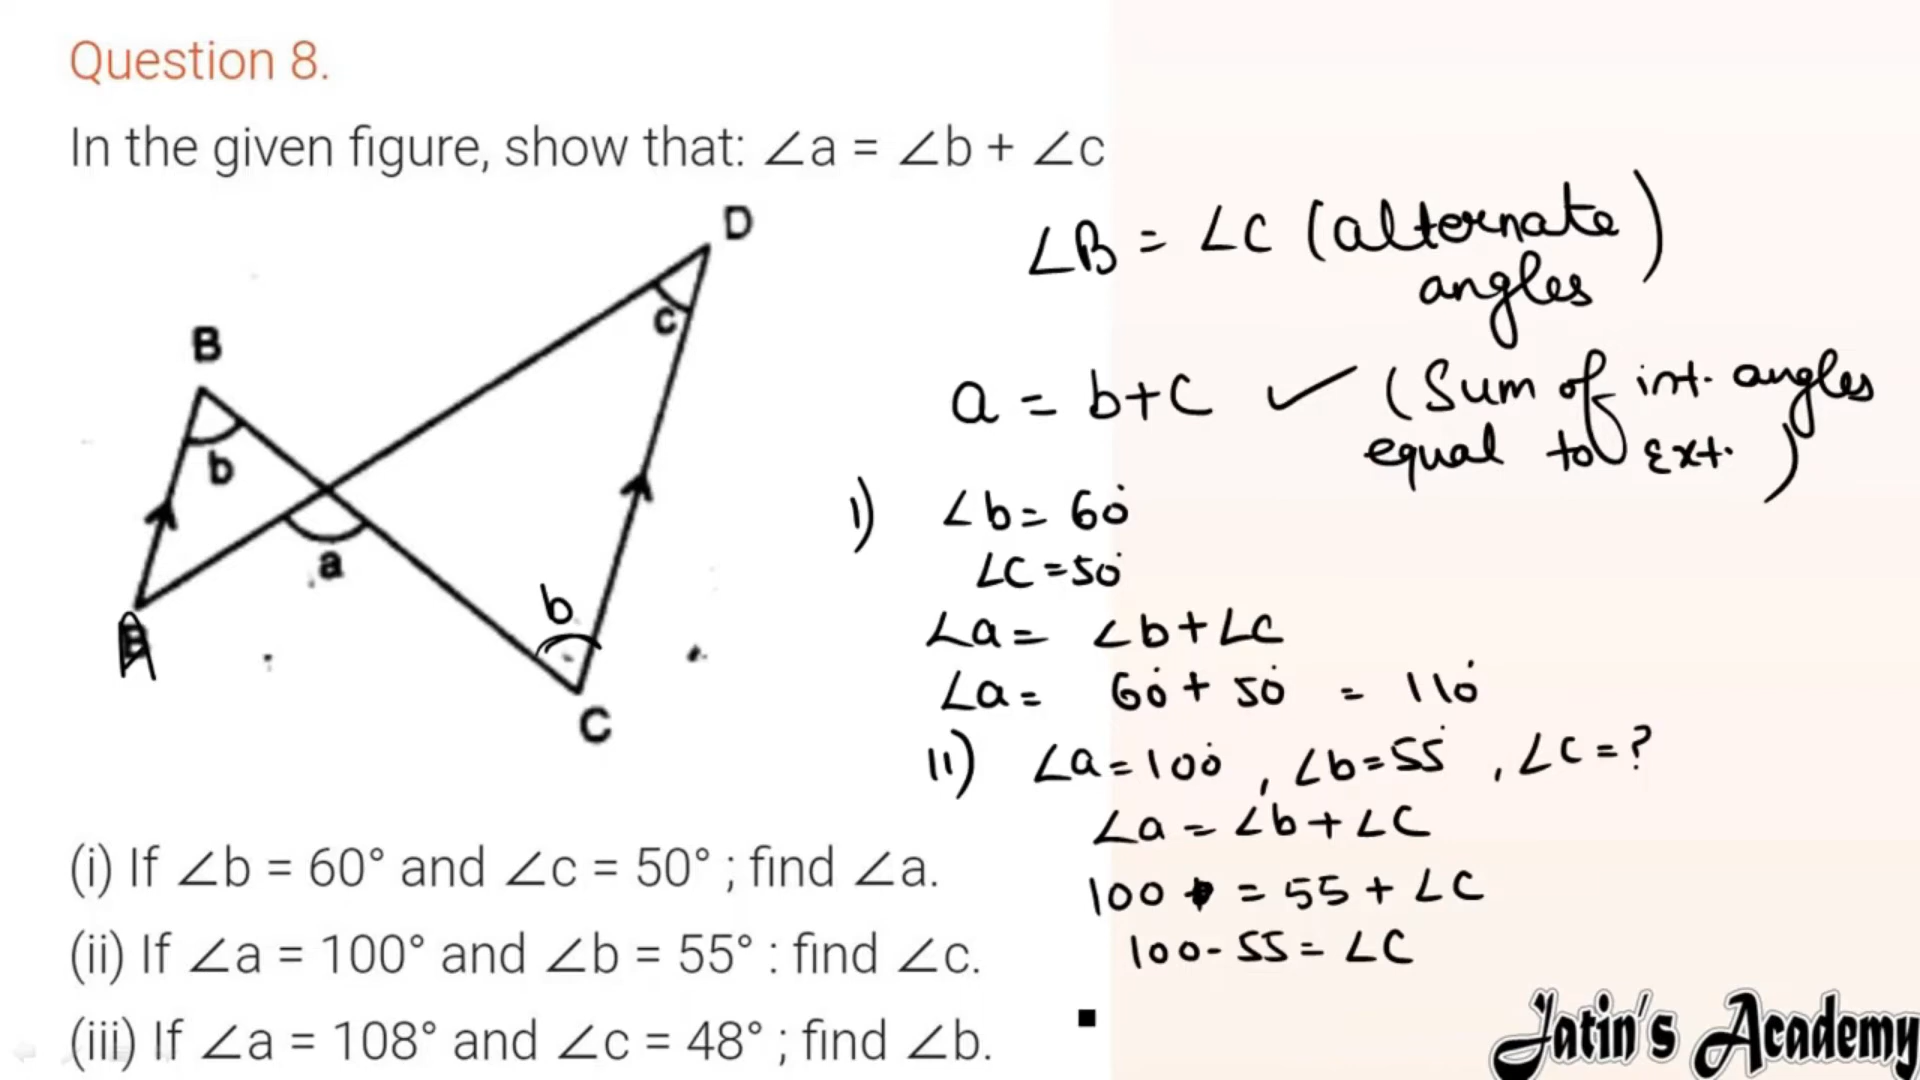 Question 8.
In the given figure, show that: ∠a = ∠b + ∠c
D
c
B
b
a
b
A
C
∠B = ∠C (alternate
angles)
a = b+c ✓ (Sum of int. angles
equal to Ext.)
i) ∠b = 60°
∠C = 50°
∠a = ∠b + ∠C
∠a = 60° + 50° = 110°
ii) ∠a = 100°, ∠b = 55°, ∠C = ?
∠a = ∠b + ∠C
100 = 55 + ∠C
100 - 55 = ∠C
(i) If ∠b = 60° and ∠c = 50° ; find ∠a.
(ii) If ∠a = 100° and ∠b = 55° : find ∠c.
(iii) If ∠a = 108° and ∠c = 48° ; find ∠b.
Jatin's Academy